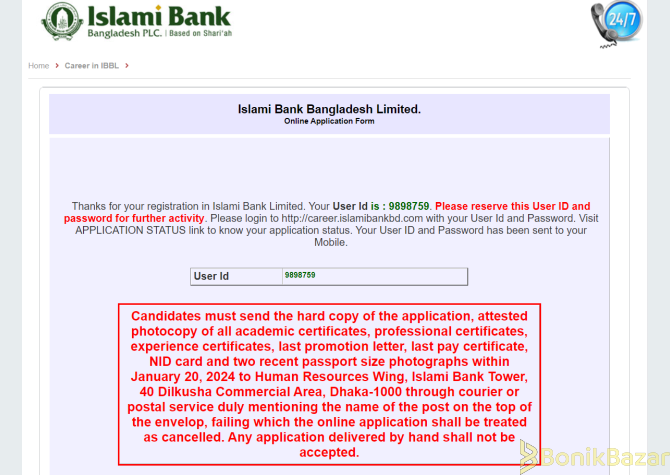 Islami Bank
Bangladesh PLC. | Based on Shari'ah
24/7
Home > Career in IBBL >
Islami Bank Bangladesh Limited.
Online Application Form
Thanks for your registration in Islami Bank Limited. Your User Id is : 9898759. Please reserve this User ID and
password for further activity. Please login to http://career.islamibankbd.com with your User Id and Password. Visit
APPLICATION STATUS link to know your application status. Your User ID and Password has been sent to your
Mobile.
User Id 9898759
Candidates must send the hard copy of the application, attested
photocopy of all academic certificates, professional certificates,
experience certificates, last promotion letter, last pay certificate,
NID card and two recent passport size photographs within
January 20, 2024 to Human Resources Wing, Islami Bank Tower,
40 Dilkusha Commercial Area, Dhaka-1000 through courier or
postal service duly mentioning the name of the post on the top of
the envelop, failing which the online application shall be treated
as cancelled. Any application delivered by hand shall not be
accepted.
BonikBazar